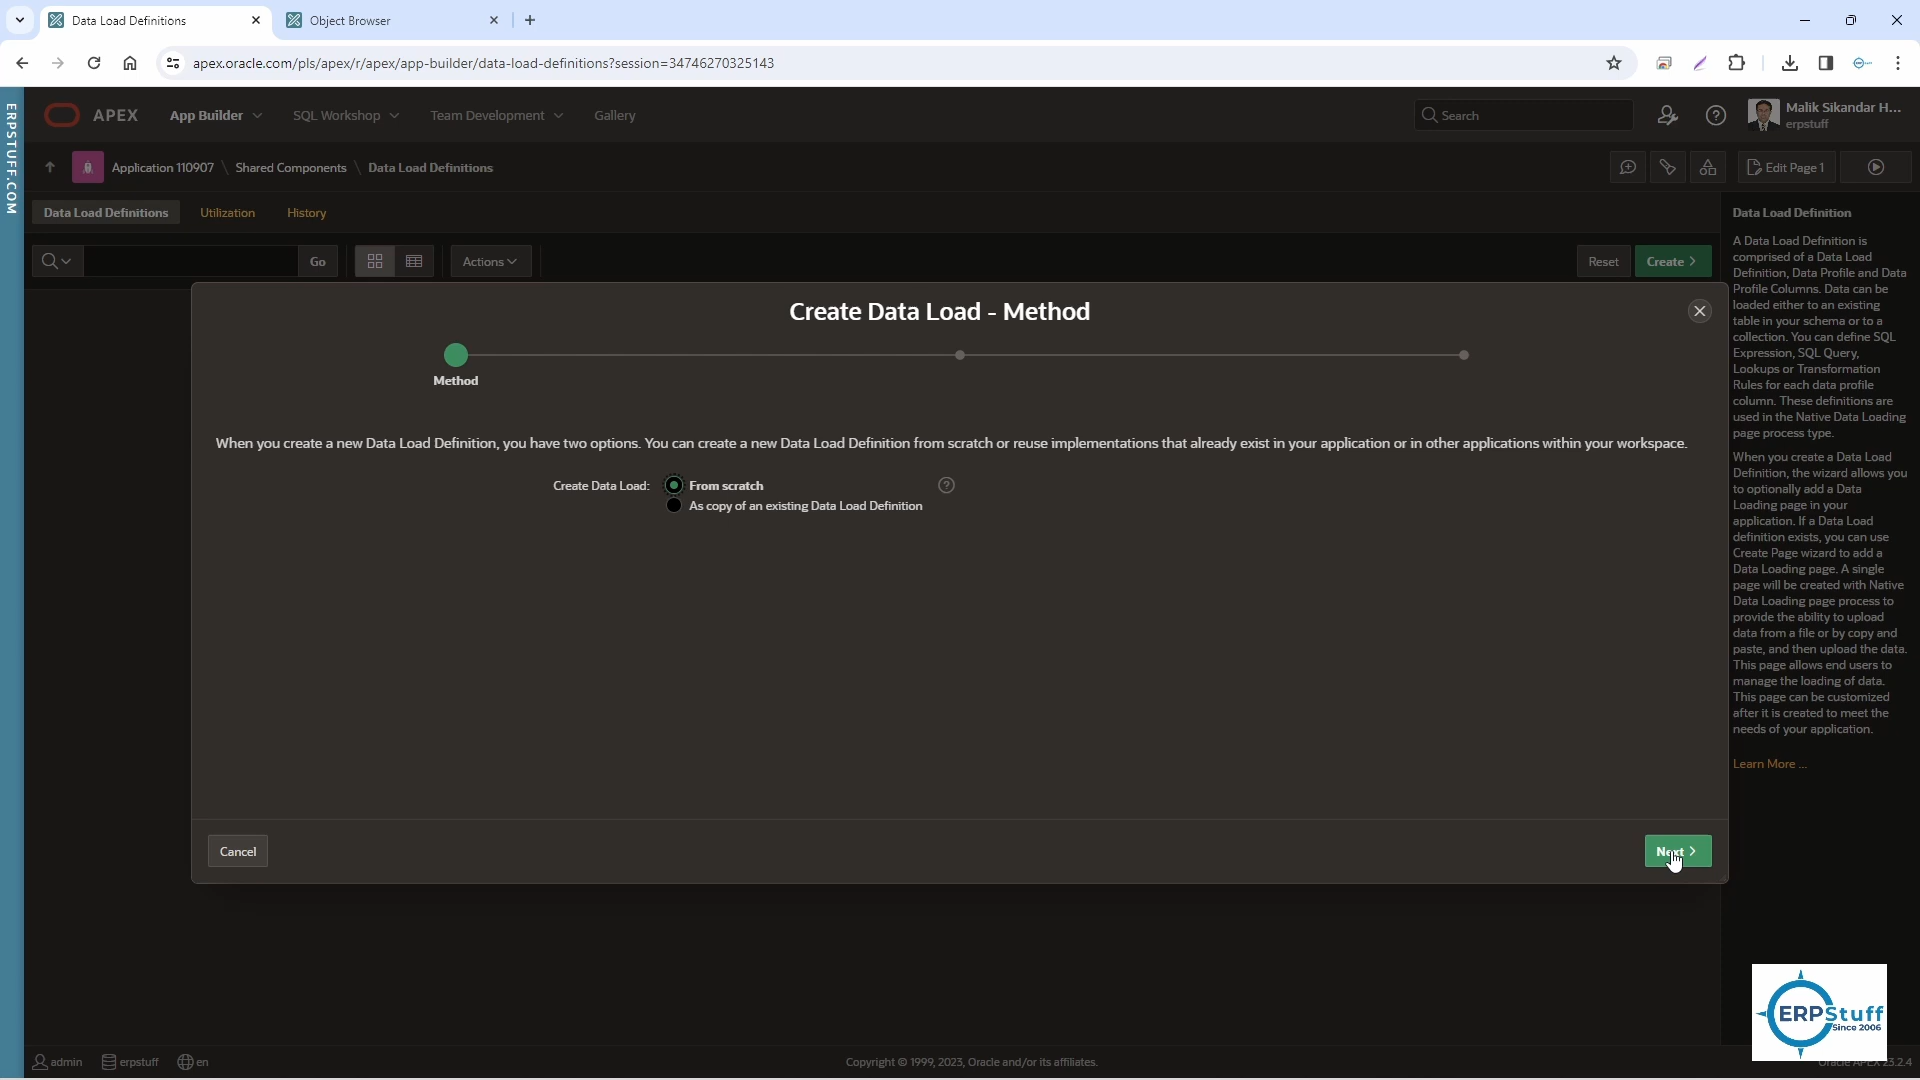 Data Load Definitions
Object Browser
apex.oracle.com/pls/apex/r/apex/app-builder/data-load-definitions?session=34746270325143
ERPSTUFF.COM
APEX
App Builder
SQL Workshop
Team Development
Gallery
Search
Malik Sikandar H...
erpstuff
Application 110907 \ Shared Components \ Data Load Definitions
Edit Page 1
Data Load Definitions
Utilization
History
Go
Actions
Reset
Create >
Create Data Load - Method
Method
When you create a new Data Load Definition, you have two options. You can create a new Data Load Definition from scratch or reuse implementations that already exist in your application or in other applications within your workspace.
Create Data Load:
From scratch
As copy of an existing Data Load Definition
Cancel
Next >
Data Load Definition
A Data Load Definition is
comprised of a Data Load
Definition, Data Profile and Data
Profile Columns. Data can be
loaded either to an existing
table in your schema or to a
collection. You can define SQL
Expression, SQL Query,
Lookups or Transformation
Rules for each data profile
column. These definitions are
used in the Native Data Loading
page process type.
When you create a Data Load
Definition, the wizard allows you
to optionally add a Data
Loading page in your
application. If a Data Load
definition exists, you can use
Create Page wizard to add a
Data Loading page. A single
page will be created with Native
Data Loading page process to
provide the ability to upload
data from a file or by copy and
paste, and then upload the data.
This page allows end users to
manage the loading of data.
This page can be customized
after it is created to meet the
needs of your application.
Learn More ...
ERPStuff
Since 2006
admin
erpstuff
en
Copyright © 1999, 2023, Oracle and/or its affiliates.
Oracle APEX 23.2.4